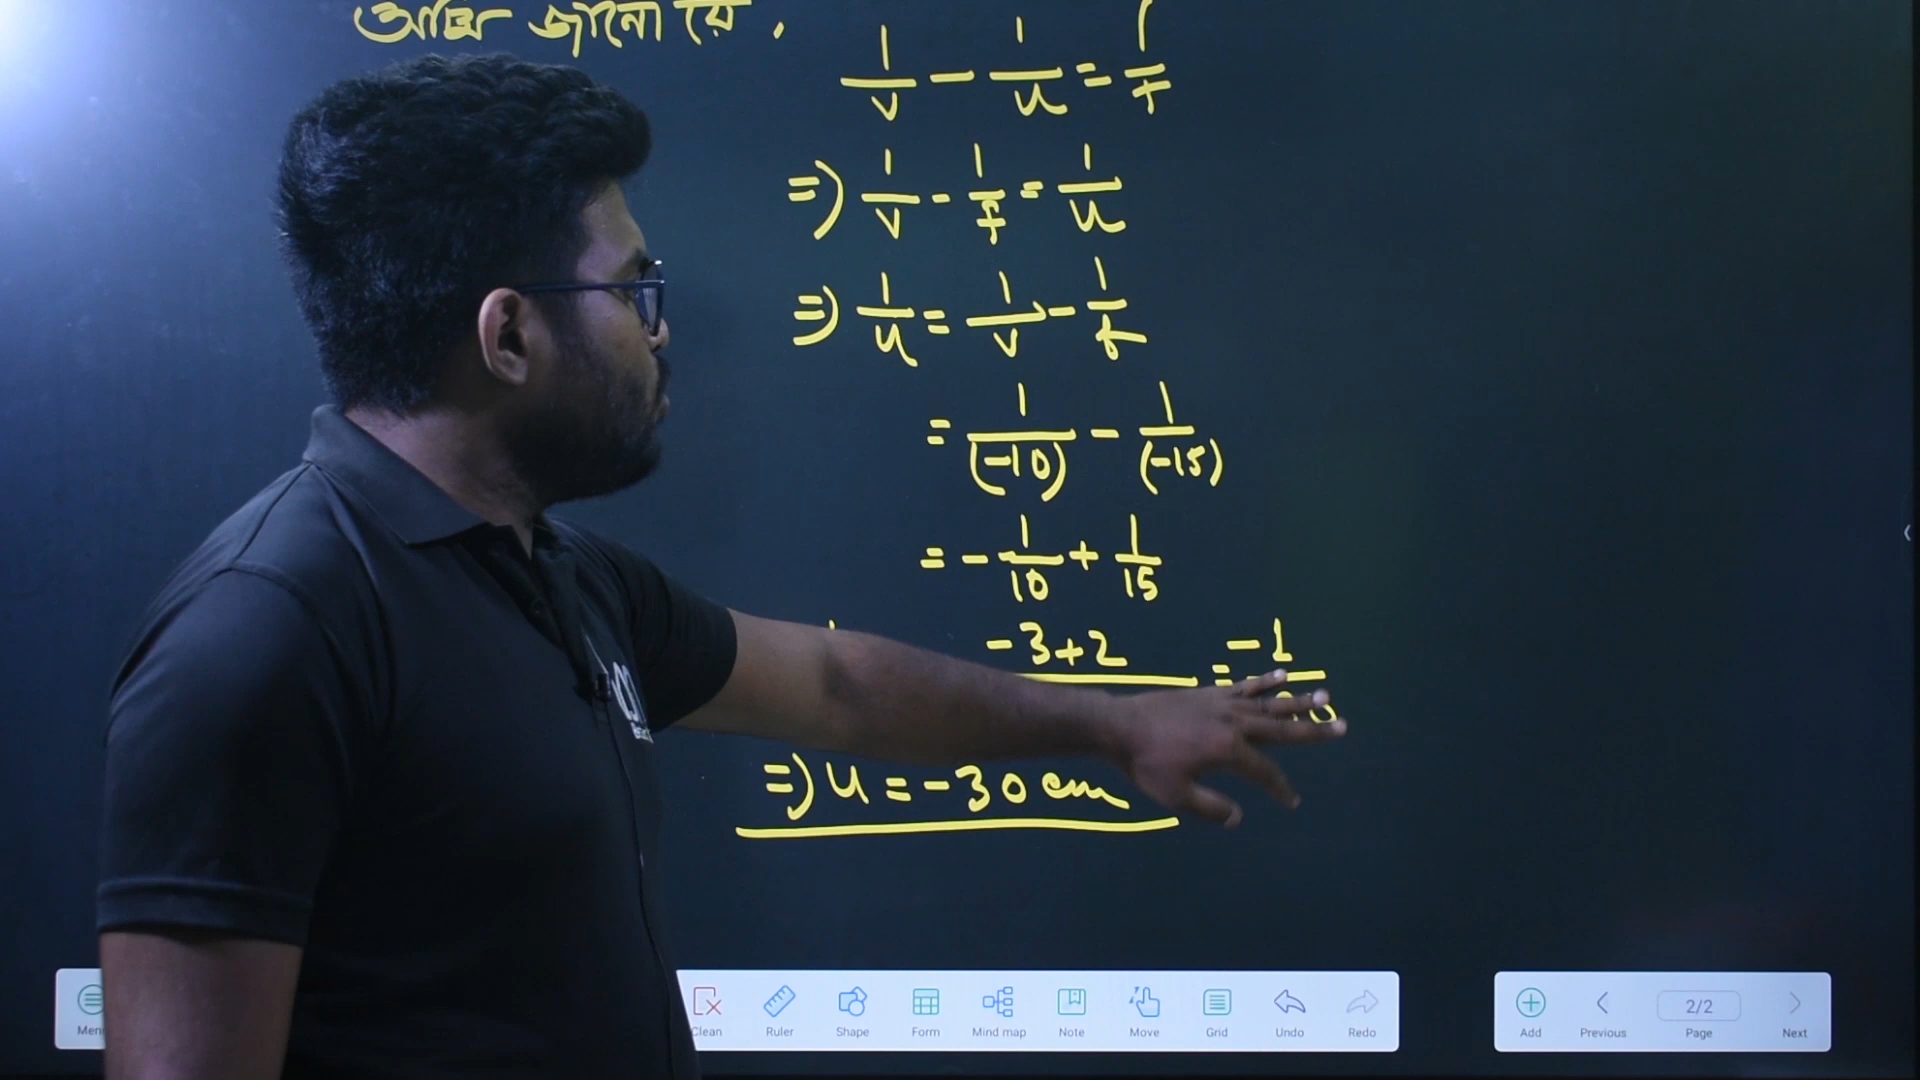 আমি জানো যে,
1/v - 1/u = 1/f
=> 1/v - 1/f = 1/u
=> 1/u = 1/v - 1/f
= 1/(-10) - 1/(-15)
= - 1/10 + 1/15
-3+2 = -1
=> u = -30 cm
Clean Ruler Shape Form Mind map Note Move Grid Undo Redo
Add Previous 2/2 Page Next